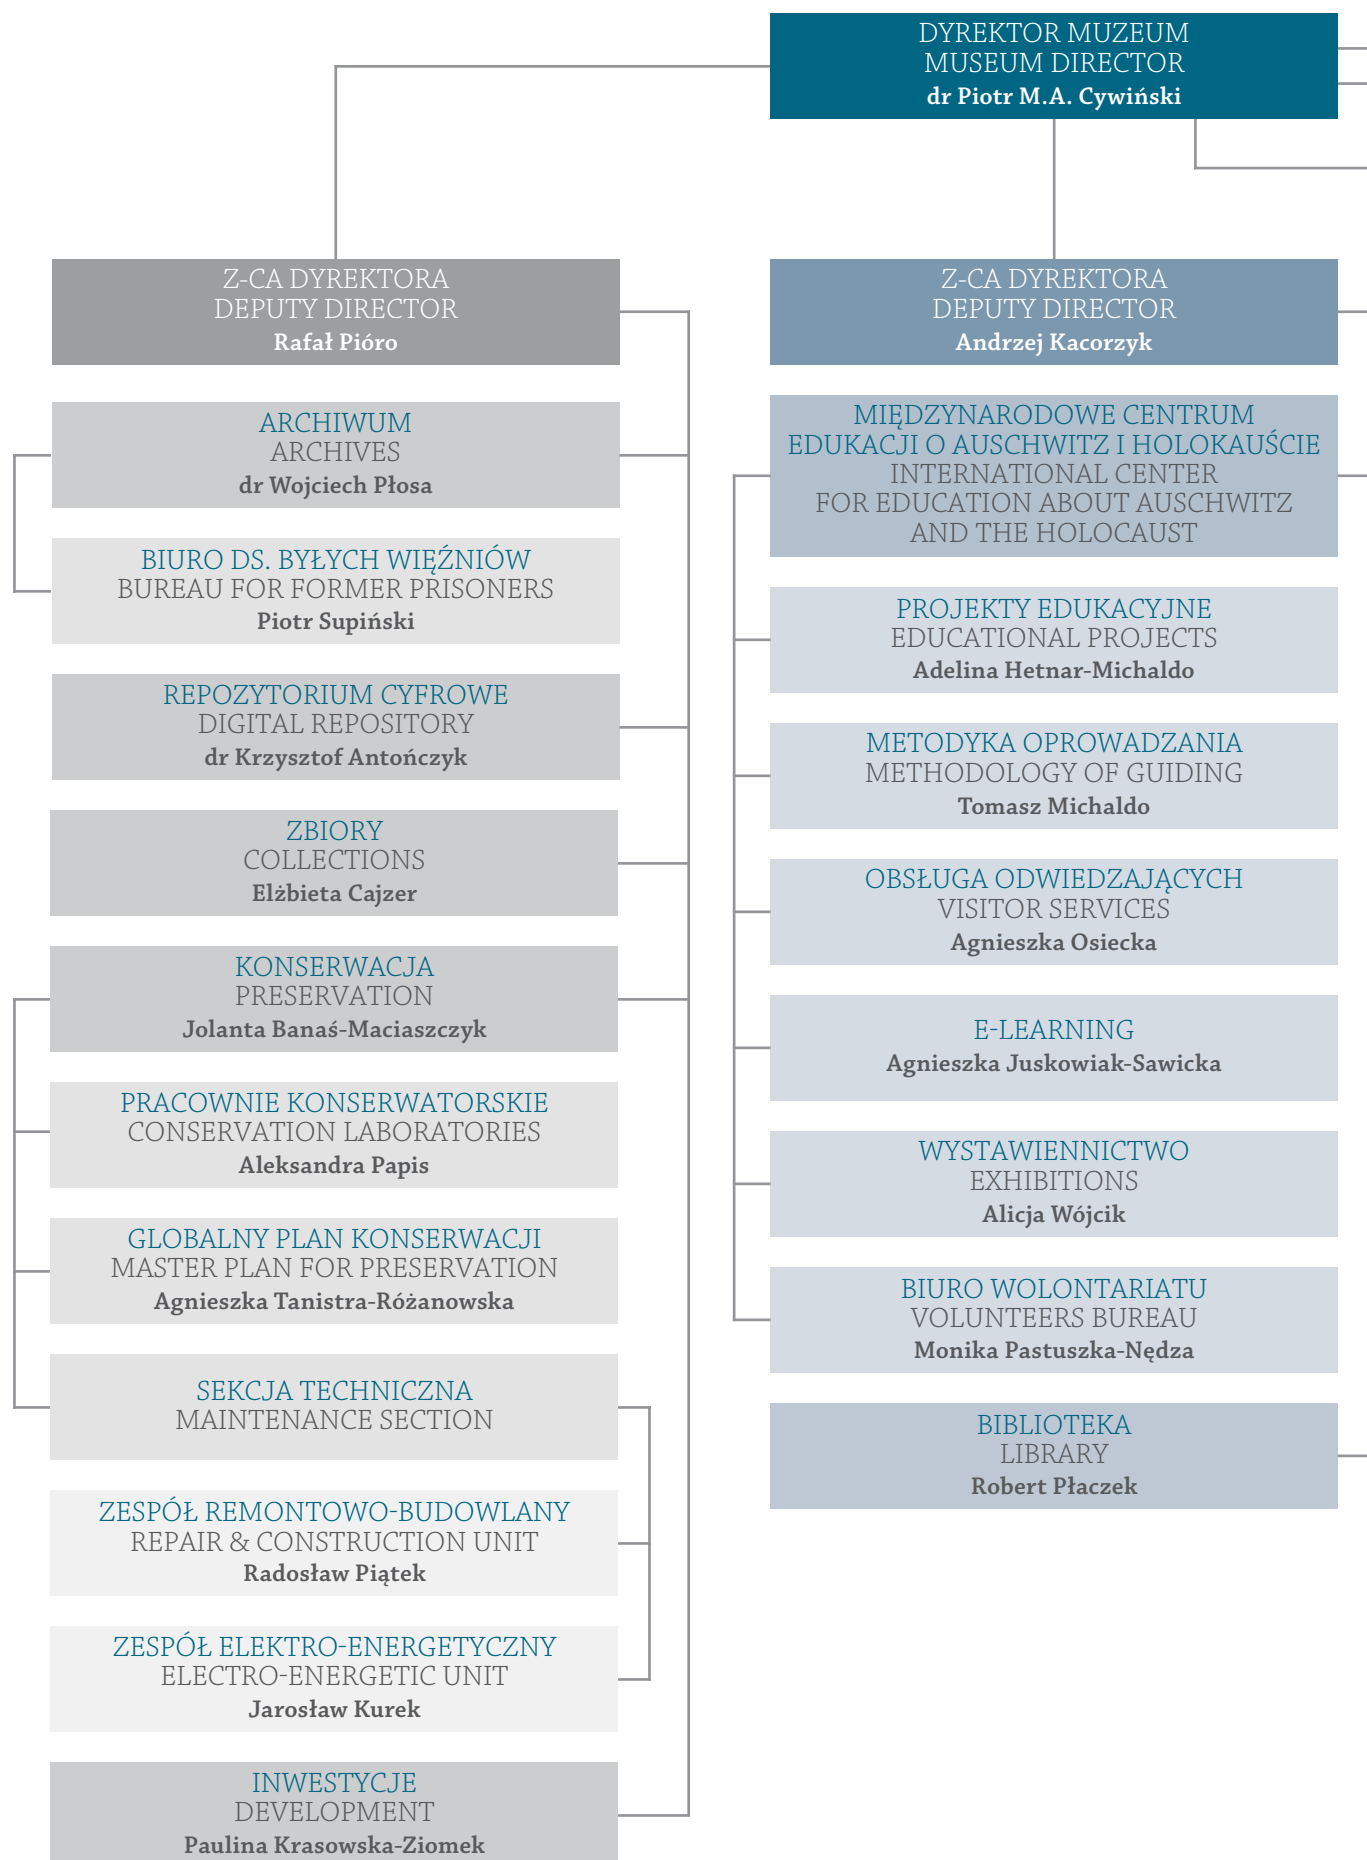 DYREKTOR MUZEUM
MUSEUM DIRECTOR
dr Piotr M.A. Cywiński
Z-CA DYREKTORA
DEPUTY DIRECTOR
Rafał Pióro
ARCHIWUM
ARCHIVES
dr Wojciech Płosa
BIURO DS. BYŁYCH WIĘŹNIÓW
BUREAU FOR FORMER PRISONERS
Piotr Supiński
REPOZYTORIUM CYFROWE
DIGITAL REPOSITORY
dr Krzysztof Antończyk
ZBIORY
COLLECTIONS
Elżbieta Cajzer
KONSERWACJA
PRESERVATION
Jolanta Banaś-Maciaszczyk
PRACOWNIE KONSERWATORSKIE
CONSERVATION LABORATORIES
Aleksandra Papis
GLOBALNY PLAN KONSERWACJI
MASTER PLAN FOR PRESERVATION
Agnieszka Tanistra-Różanowska
SEKCJA TECHNICZNA
MAINTENANCE SECTION
ZESPÓŁ REMONTOWO-BUDOWLANY
REPAIR & CONSTRUCTION UNIT
Radosław Piątek
ZESPÓŁ ELEKTRO-ENERGETYCZNY
ELECTRO-ENERGETIC UNIT
Jarosław Kurek
INWESTYCJE
DEVELOPMENT
Paulina Krasowska-Ziomek
Z-CA DYREKTORA
DEPUTY DIRECTOR
Andrzej Kacorzyk
MIĘDZYNARODOWE CENTRUM
EDUKACJI O AUSCHWITZ I HOLOKAUŚCIE
INTERNATIONAL CENTER
FOR EDUCATION ABOUT AUSCHWITZ
AND THE HOLOCAUST
PROJEKTY EDUKACYJNE
EDUCATIONAL PROJECTS
Adelina Hetnar-Michaldo
METODYKA OPROWADZANIA
METHODOLOGY OF GUIDING
Tomasz Michaldo
OBSŁUGA ODWIEDZAJĄCYCH
VISITOR SERVICES
Agnieszka Osiecka
E-LEARNING
Agnieszka Juskowiak-Sawicka
WYSTAWIENNICTWO
EXHIBITIONS
Alicja Wójcik
BIURO WOLONTARIATU
VOLUNTEERS BUREAU
Monika Pastuszka-Nędza
BIBLIOTEKA
LIBRARY
Robert Płaczek